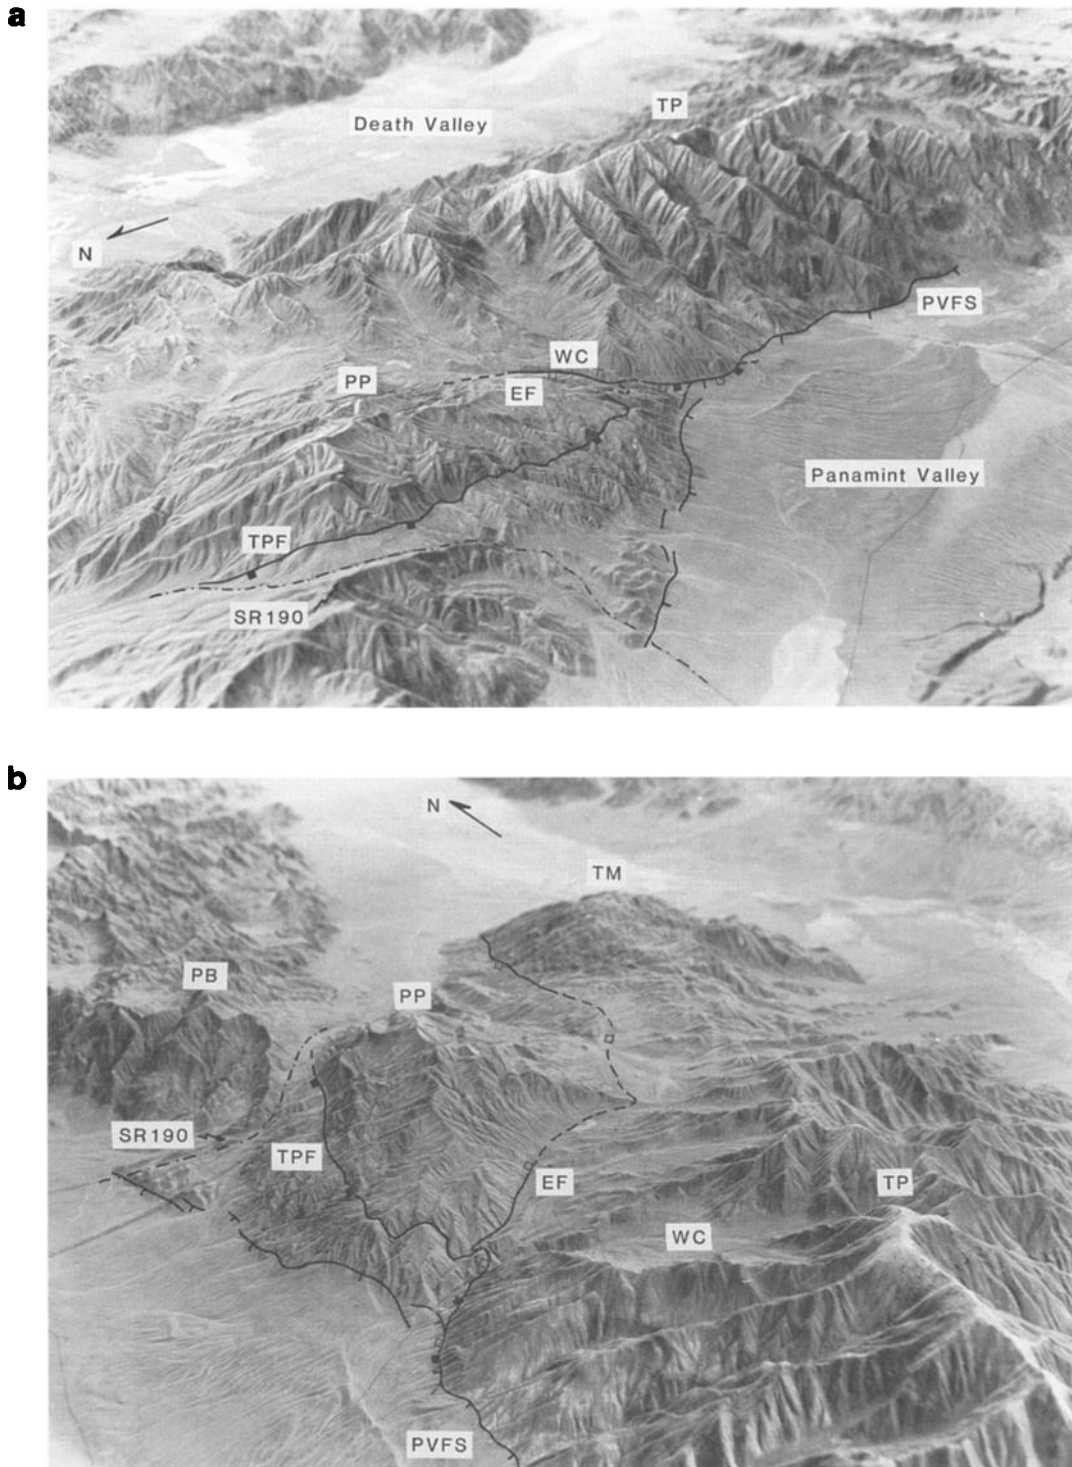 a
Death Valley
TP
N
PVFS
WC
PP
EF
Panamint Valley
TPF
SR190
b
N
TM
PB
PP
SR190
TPF
EF
TP
WC
PVFS